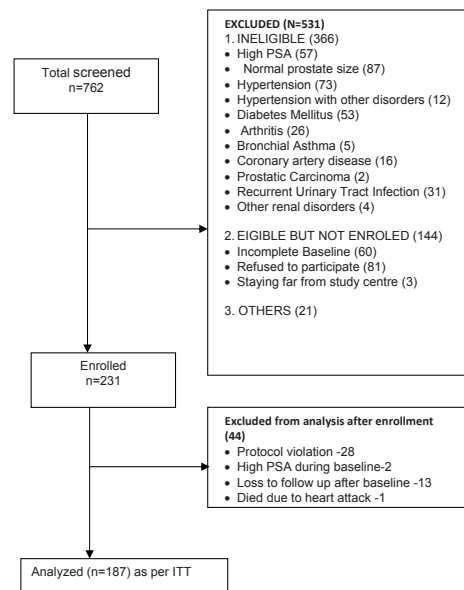 Total screened
n=762
EXCLUDED (N=531)
1. INELIGIBLE (366)
• High PSA (57)
• Normal prostate size (87)
• Hypertension (73)
• Hypertension with other disorders (12)
• Diabetes Mellitus (53)
• Arthritis (26)
• Bronchial Asthma (5)
• Coronary artery disease (16)
• Prostatic Carcinoma (2)
• Recurrent Urinary Tract Infection (31)
• Other renal disorders (4)
2. EIGIBLE BUT NOT ENROLED (144)
• Incomplete Baseline (60)
• Refused to participate (81)
• Staying far from study centre (3)
3. OTHERS (21)
Enrolled
n=231
Excluded from analysis after enrollment
(44)
• Protocol violation -28
• High PSA during baseline-2
• Loss to follow up after baseline -13
• Died due to heart attack -1
Analyzed (n=187) as per ITT